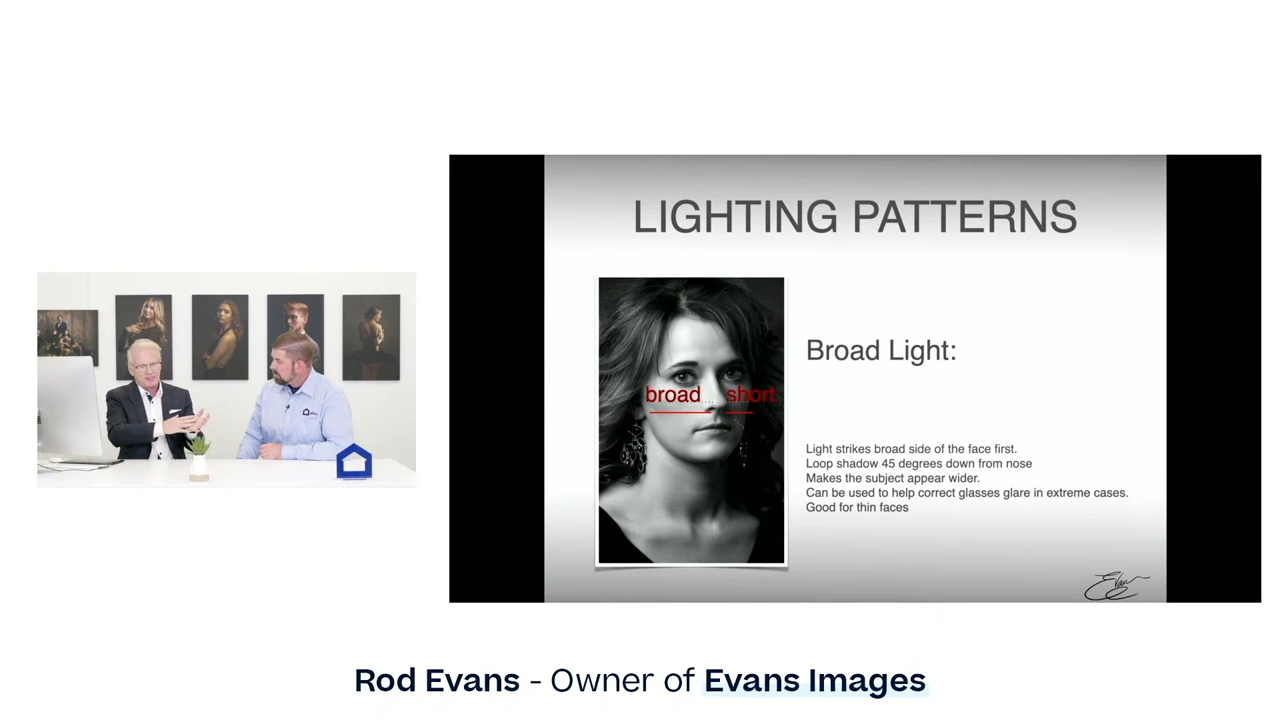 LIGHTING PATTERNS
broad
short
Broad Light:
Light strikes broad side of the face first.
Loop shadow 45 degrees down from nose
Makes the subject appear wider.
Can be used to help correct glasses glare in extreme cases.
Good for thin faces
Evans
Rod Evans - Owner of Evans Images